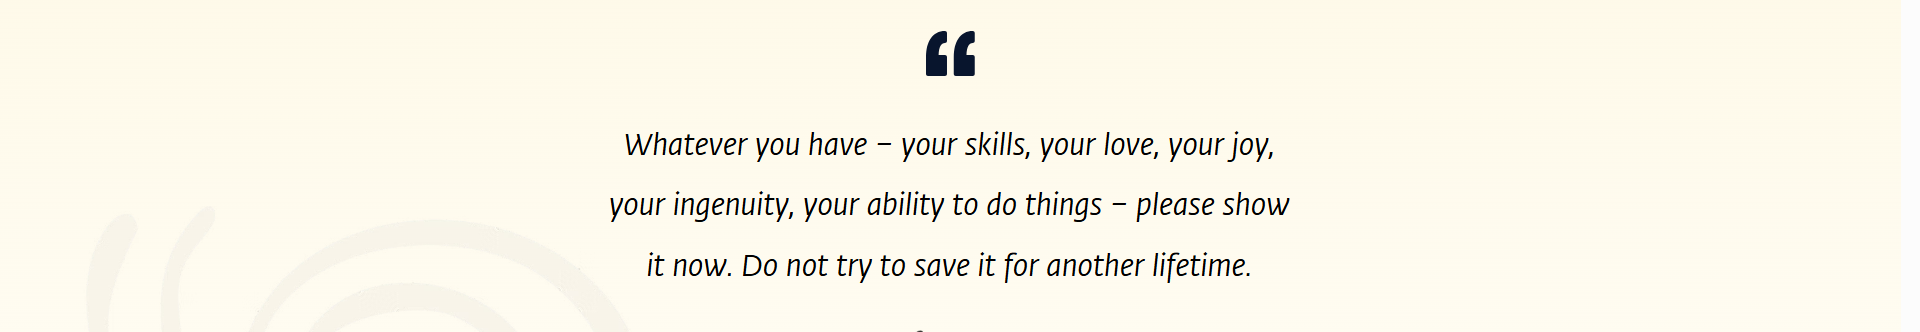 “
Whatever you have – your skills, your love, your joy,
your ingenuity, your ability to do things – please show
it now. Do not try to save it for another lifetime.